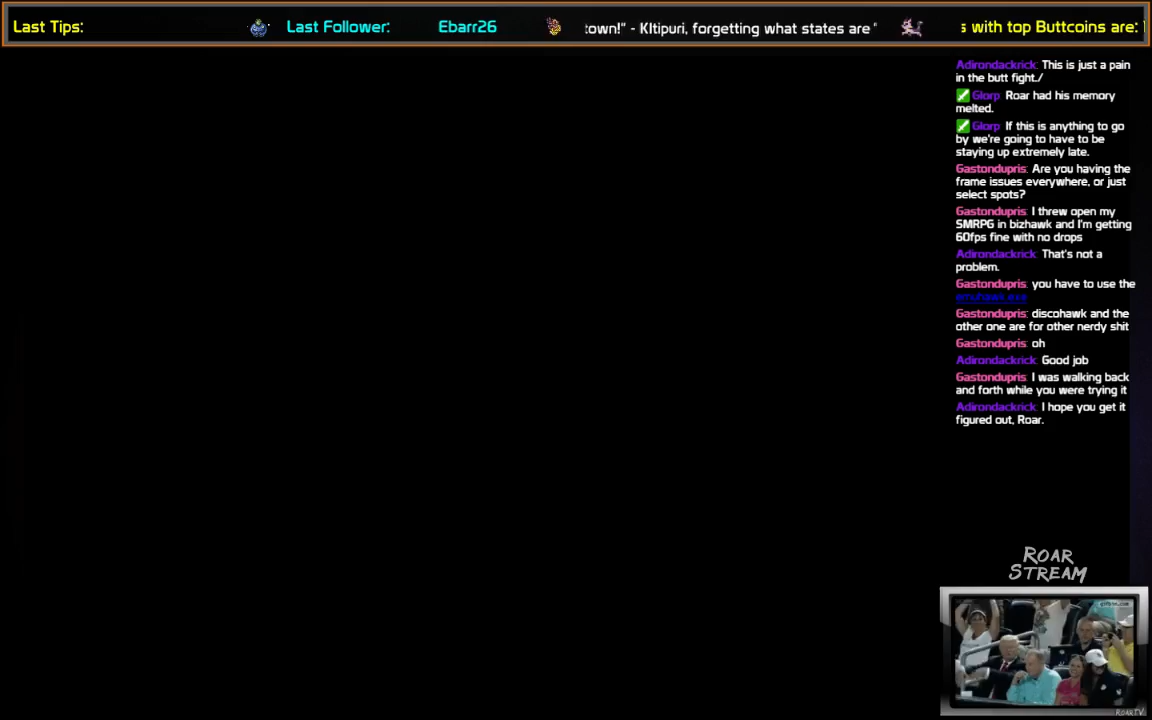 Last Tips: Last Follower: Ebarr26 town!" - KItipuri, forgetting what states are " s with top Buttcoins are:
Adirondackrick: This is just a pain
in the butt fight./
Glorp: Roar had his memory
melted.
Glorp: If this is anything to go
by we're going to have to be
staying up extremely late.
Gastondupris: Are you having the
frame issues everywhere, or just
select spots?
Gastondupris: I threw open my
SMRPG in bizhawk and I'm getting
60fps fine with no drops
Adirondackrick: That's not a
problem.
Gastondupris: you have to use the
emuhawk.exe
Gastondupris: discohawk and the
other one are for other nerdy shit
Gastondupris: oh
Adirondackrick: Good job
Gastondupris: I was walking back
and forth while you were trying it
Adirondackrick: I hope you get it
figured out, Roar.
ROAR
STREAM
ROARTV